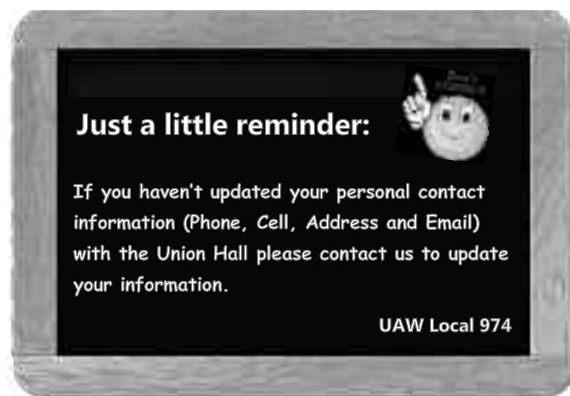 Just a little reminder:
If you haven't updated your personal contact
information (Phone, Cell, Address and Email)
with the Union Hall please contact us to update
your information.
UAW Local 974